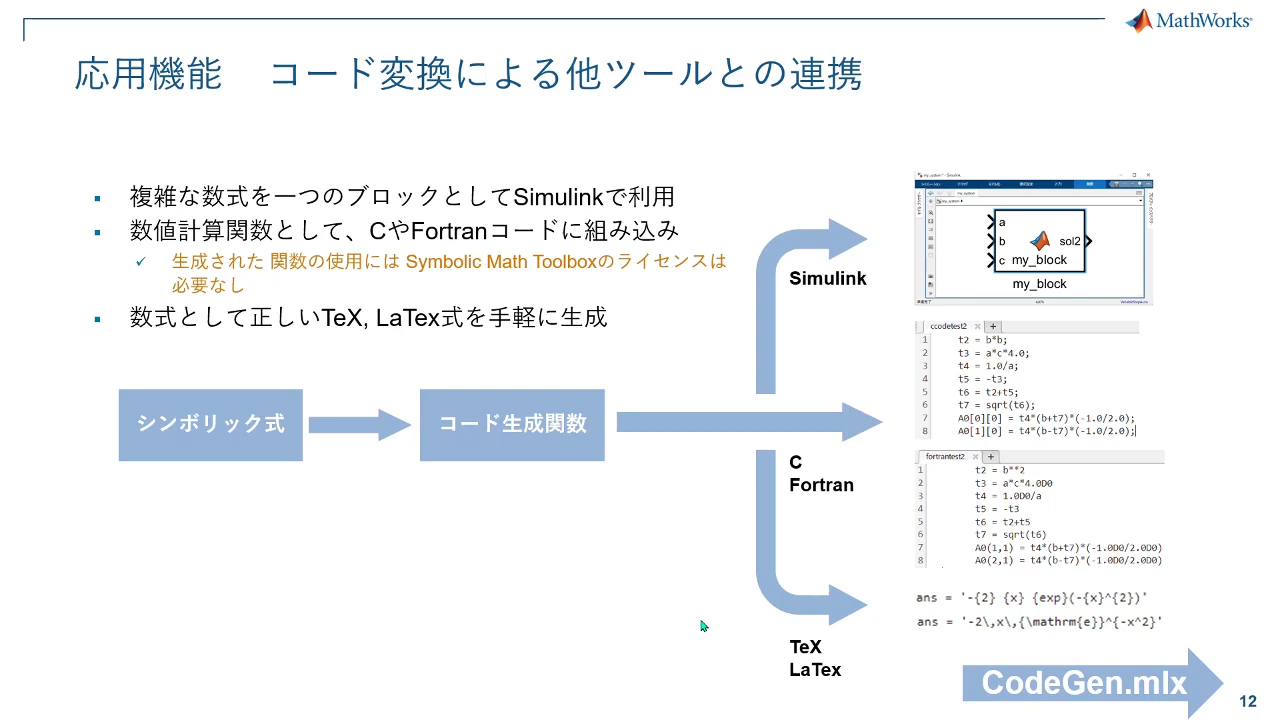 MathWorks®
応用機能 コード変換による他ツールとの連携
複雑な数式を一つのブロックとしてSimulinkで利用
数値計算関数として、CやFortranコードに組み込み
生成された 関数の使用には Symbolic Math Toolboxのライセンスは
必要なし
数式として正しいTeX, LaTex式を手軽に生成
シンボリック式
コード生成関数
Simulink
C
Fortran
TeX
LaTex
a
b
c
sol2
my_block
my_block
ccodetest2
1 t2 = b*b;
2 t3 = a*c*4.0;
3 t4 = 1.0/a;
4 t5 = -t3;
5 t6 = t2+t5;
6 t7 = sqrt(t6);
7 A0[0][0] = t4*(b+t7)*(-1.0/2.0);
8 A0[1][0] = t4*(b-t7)*(-1.0/2.0);
fortrantest2
1 t2 = b**2
2 t3 = a*c*4.0D0
3 t4 = 1.0D0/a
4 t5 = -t3
5 t6 = t2+t5
6 t7 = sqrt(t6)
7 A0(1,1) = t4*(b+t7)*(-1.0D0/2.0D0)
8 A0(2,1) = t4*(b-t7)*(-1.0D0/2.0D0)
ans = '-{2} {x} {exp}(-{x}^{2})'
ans = '-2\,x\,{\mathrm{e}}^{-x^2}'
CodeGen.mlx
12